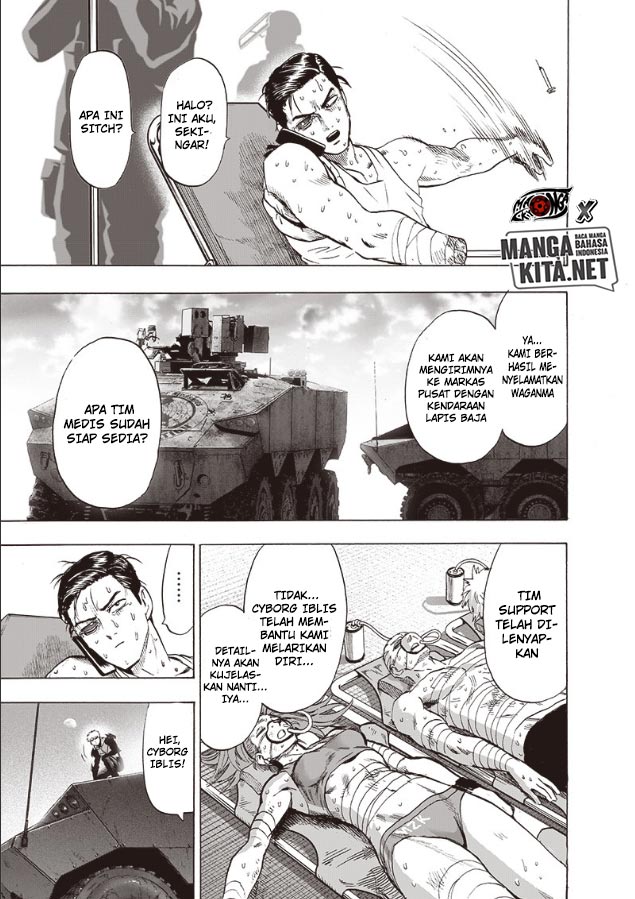 HALO?
INI AKU,
SEKI-
NGAR!
APA INI
SITCH?
MANGA
KITA.NET
BACA MANGA
BAHASA
INDONESIA
X
YA...
KAMI BER-
HASIL ME-
NYELAMATKAN
WAGANMA
KAMI AKAN
MENGIRIMNYA
KE MARKAS
PUSAT DENGAN
KENDARAAN
LAPIS BAJA
APA TIM
MEDIS SUDAH
SIAP SEDIA?
TIM
SUPPORT
TELAH DI-
LENYAP-
KAN
TIDAK...
CYBORG IBLIS
TELAH MEM-
BANTU KAMI
MELARIKAN
DIRI...
DETAIL-
NYA AKAN
KUJELAS-
KAN NANTI...
IYA...
NZK
......
HEI,
CYBORG
IBLIS!